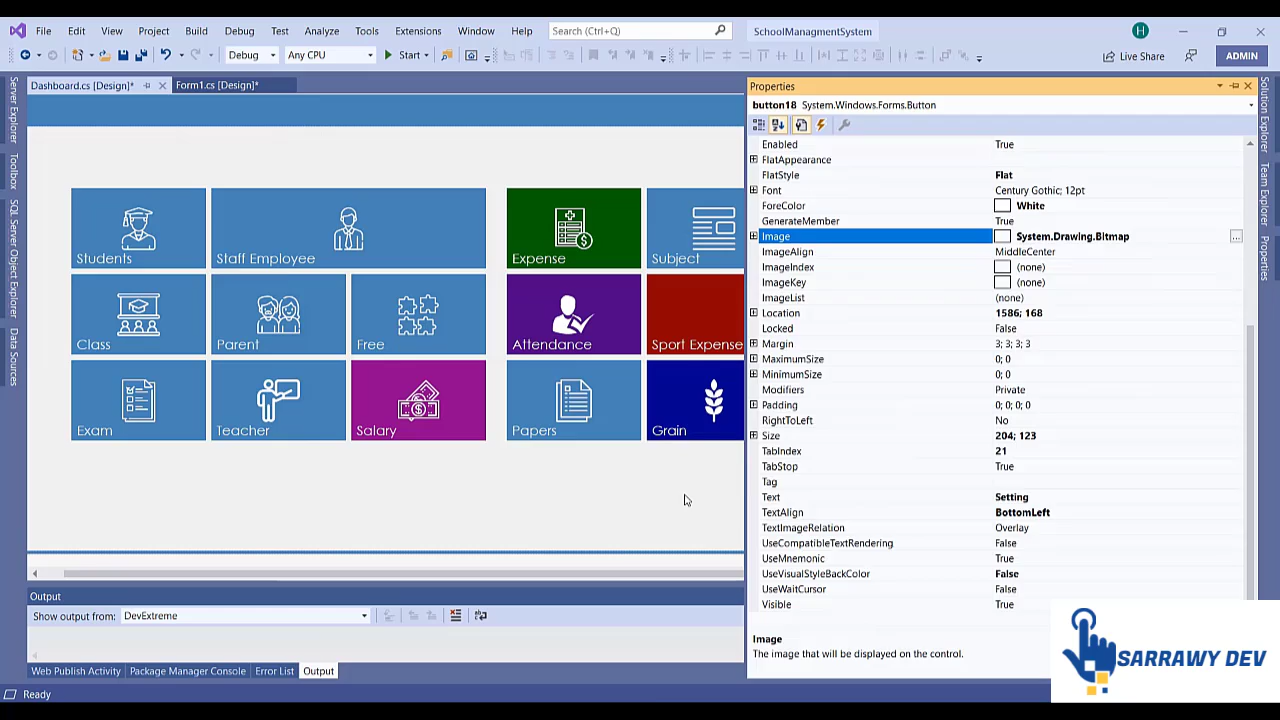 File Edit View Project Build Debug Test Analyze Tools Extensions Window Help Search (Ctrl+Q) SchoolManagmentSystem H
Debug Any CPU Start Live Share ADMIN
Dashboard.cs [Design]* Form1.cs [Design]*
Server Explorer
Toolbox
SQL Server Object Explorer
Data Sources
Students
Staff Employee
Expense
Subject
Class
Parent
Free
Attendance
Sport Expense
Exam
Teacher
Salary
Papers
Grain
Output
Show output from: DevExtreme
Web Publish Activity Package Manager Console Error List Output
Ready
Properties
button18 System.Windows.Forms.Button
Enabled True
FlatAppearance
FlatStyle Flat
Font Century Gothic; 12pt
ForeColor White
GenerateMember True
Image System.Drawing.Bitmap ...
ImageAlign MiddleCenter
ImageIndex (none)
ImageKey (none)
ImageList (none)
Location 1586; 168
Locked False
Margin 3; 3; 3; 3
MaximumSize 0; 0
MinimumSize 0; 0
Modifiers Private
Padding 0; 0; 0; 0
RightToLeft No
Size 204; 123
TabIndex 21
TabStop True
Tag
Text Setting
TextAlign BottomLeft
TextImageRelation Overlay
UseCompatibleTextRendering False
UseMnemonic True
UseVisualStyleBackColor False
UseWaitCursor False
Visible True
Image
The image that will be displayed on the control.
Solution Explorer
Team Explorer
Properties
SARRAWY DEV